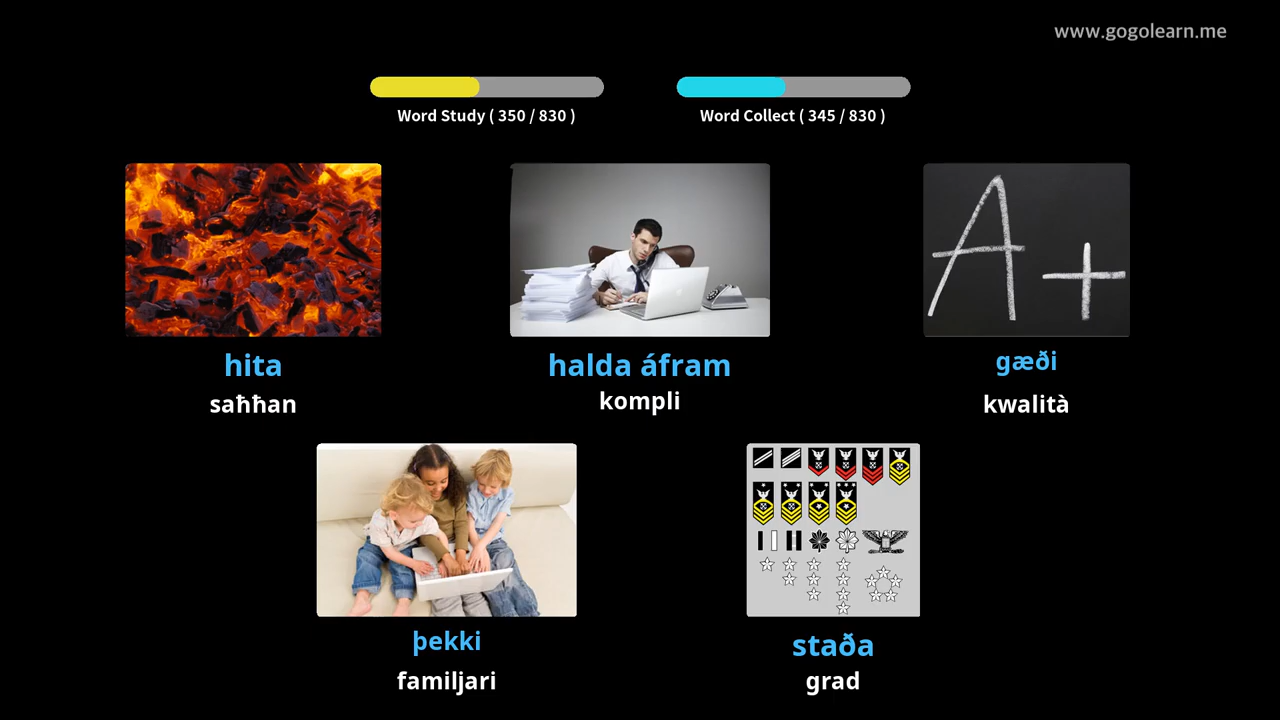 www.gogolearn.me
Word Study ( 350 / 830 )
Word Collect ( 345 / 830 )
A+
hita
saħħan
halda áfram
kompli
gæði
kwalità
þekki
familjari
staða
grad